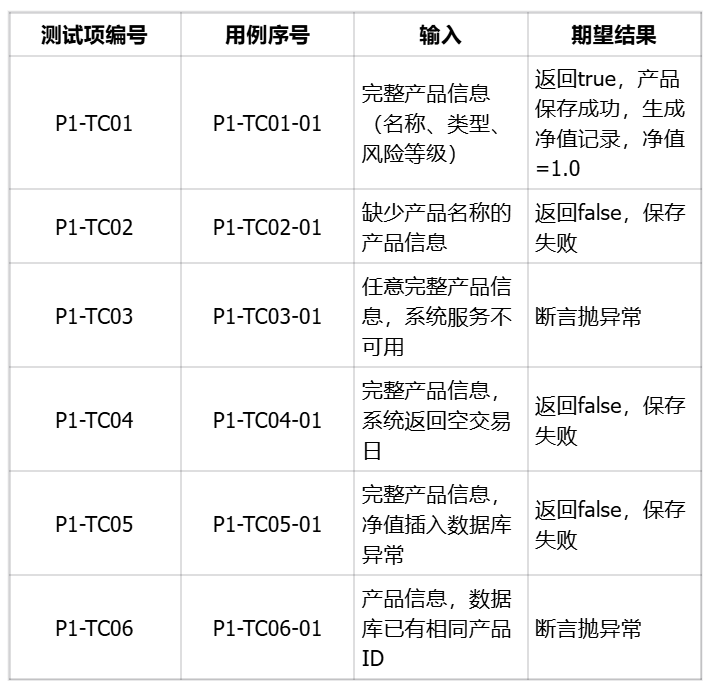 测试项编号 用例序号 输入 期望结果
P1-TC01 P1-TC01-01 完整产品信息
（名称、类型、
风险等级） 返回true，产品
保存成功，生成
净值记录，净值
=1.0
P1-TC02 P1-TC02-01 缺少产品名称的
产品信息 返回false，保存
失败
P1-TC03 P1-TC03-01 任意完整产品信
息，系统服务不
可用 断言抛异常
P1-TC04 P1-TC04-01 完整产品信息，
系统返回空交易
日 返回false，保存
失败
P1-TC05 P1-TC05-01 完整产品信息，
净值插入数据库
异常 返回false，保存
失败
P1-TC06 P1-TC06-01 产品信息，数据
库已有相同产品
ID 断言抛异常